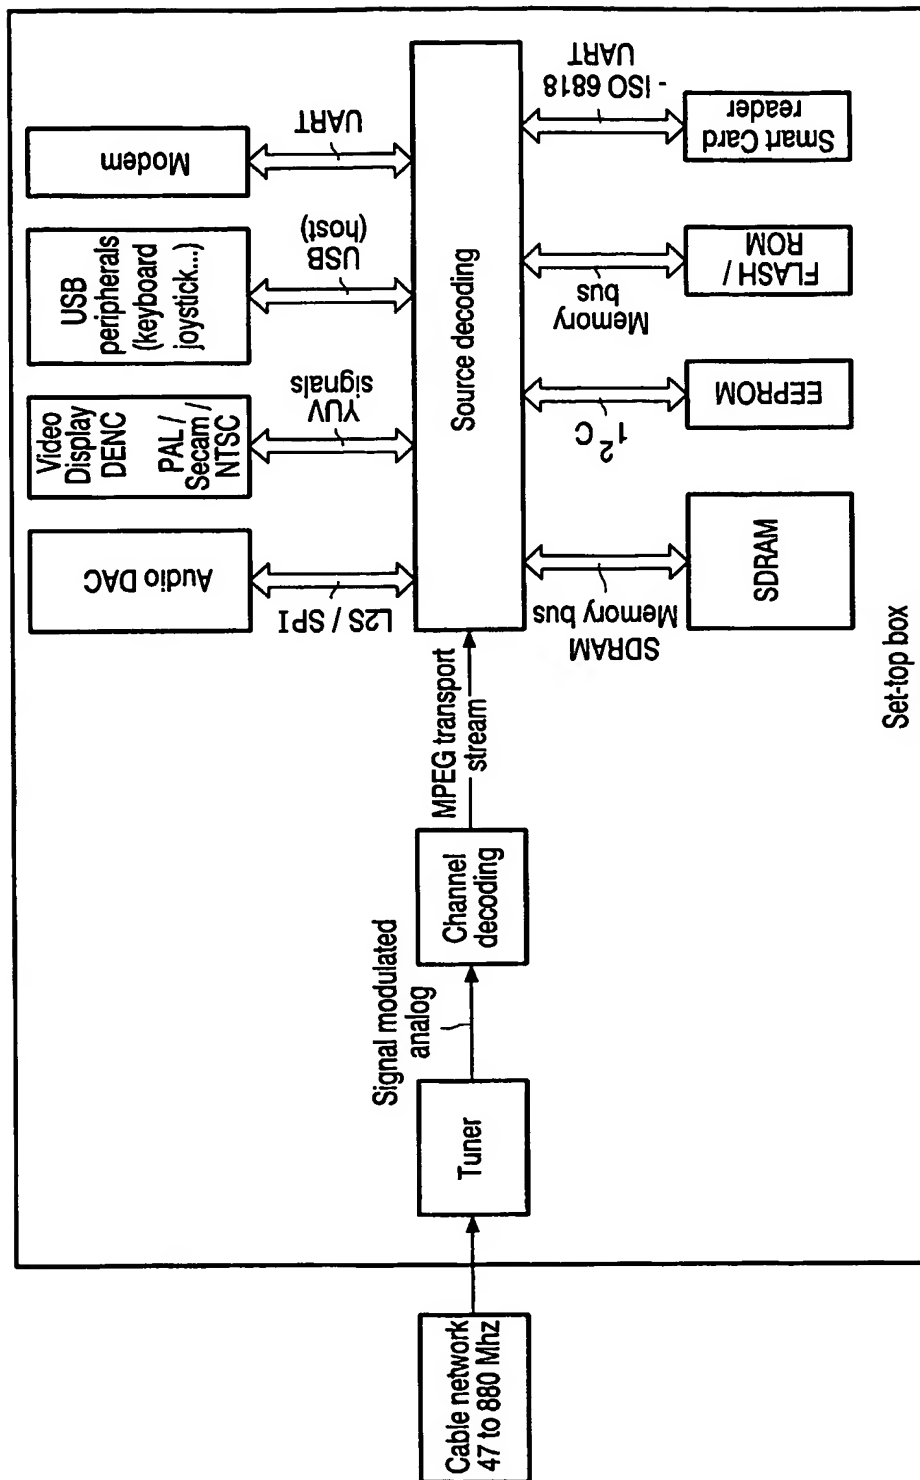 Cable network
47 to 880 Mhz
Tuner
Signal modulated
analog
Channel
decoding
MPEG transport
stream
Source decoding
Audio DAC
L2S / SPI
Video
Display
DENC
PAL /
Secam /
NTSC
YUV
signals
USB
peripherals
(keyboard
joystick...)
USB
(host)
Modem
UART
SDRAM
Memory bus
SDRAM
I²C
EEPROM
Memory
bus
FLASH /
ROM
- ISO 6818
UART
Smart Card
reader
Set-top box